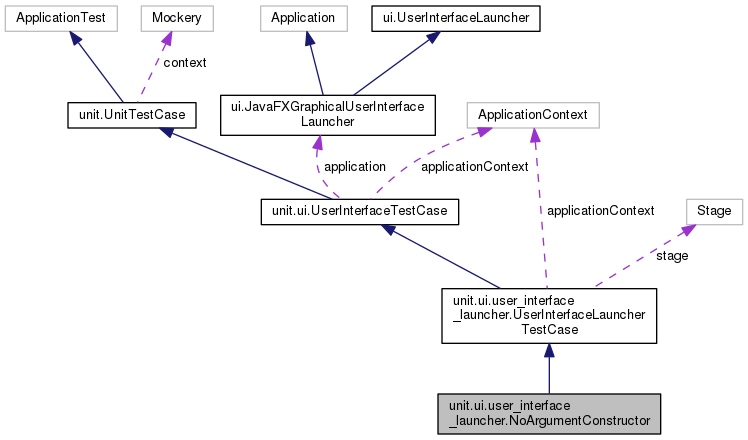 ApplicationTest
Mockery
Application
ui.UserInterfaceLauncher
context
unit.UnitTestCase
ui.JavaFXGraphicalUserInterface
Launcher
ApplicationContext
application
applicationContext
unit.ui.UserInterfaceTestCase
applicationContext
Stage
stage
unit.ui.user_interface
_launcher.UserInterfaceLauncher
TestCase
unit.ui.user_interface
_launcher.NoArgumentConstructor